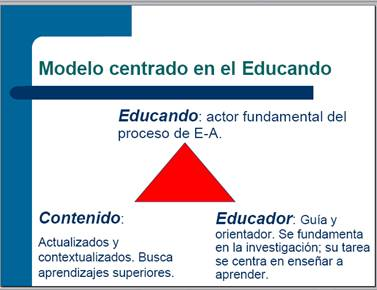 Modelo centrado en el Educando
Educando: actor fundamental del
proceso de E-A.
Contenido:
Actualizados y
contextualizados. Busca
aprendizajes superiores.
Educador: Guía y
orientador. Se fundamenta
en la investigación; su tarea
se centra en enseñar a
aprender.